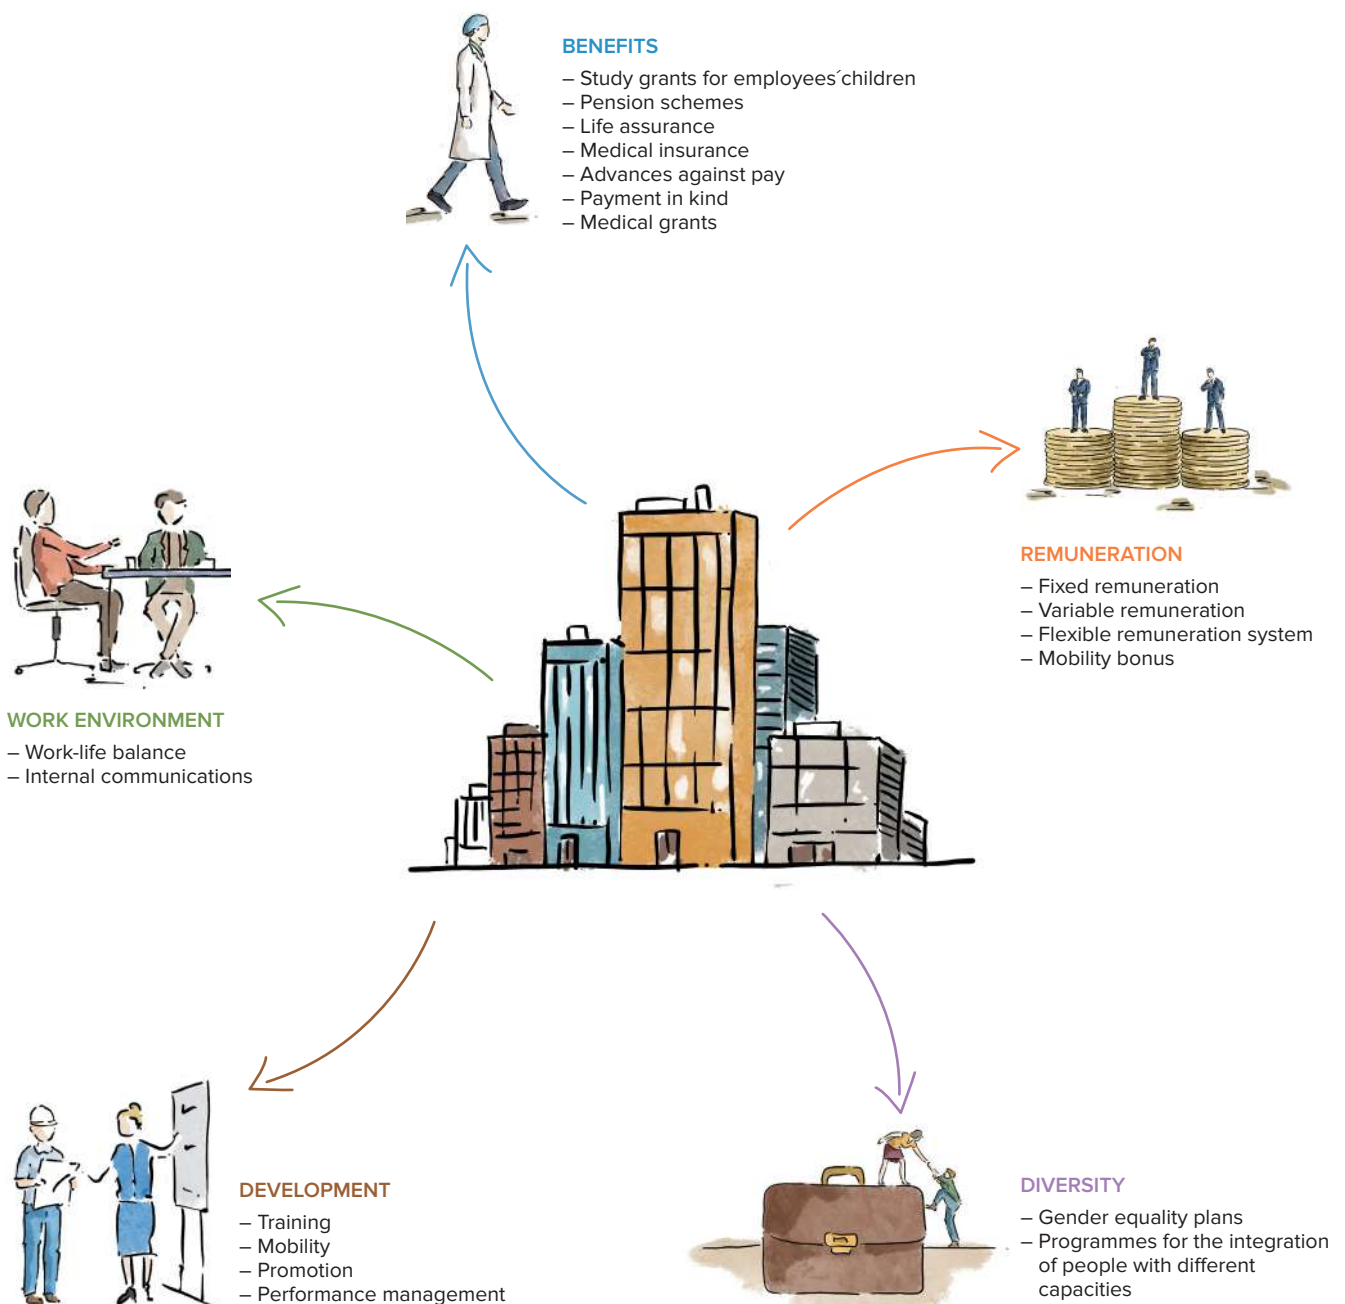 BENEFITS
– Study grants for employees´children
– Pension schemes
– Life assurance
– Medical insurance
– Advances against pay
– Payment in kind
– Medical grants
REMUNERATION
– Fixed remuneration
– Variable remuneration
– Flexible remuneration system
– Mobility bonus
WORK ENVIRONMENT
– Work-life balance
– Internal communications
DEVELOPMENT
– Training
– Mobility
– Promotion
– Performance management
DIVERSITY
– Gender equality plans
– Programmes for the integration
of people with different
capacities